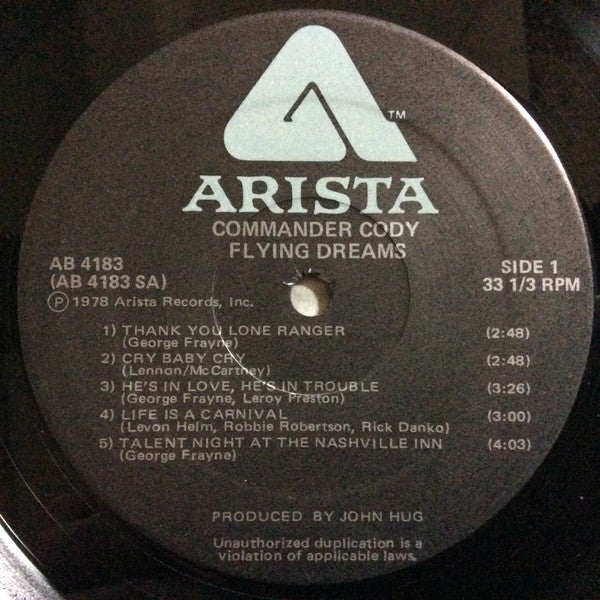 TM
ARISTA
COMMANDER CODY
FLYING DREAMS
AB 4183
(AB 4183 SA)
Ⓟ 1978 Arista Records, Inc.
SIDE 1
33 1/3 RPM
1) THANK YOU LONE RANGER (2:48)
(George Frayne)
2) CRY BABY CRY (2:48)
(Lennon/McCartney)
3) HE'S IN LOVE, HE'S IN TROUBLE (3:26)
(George Frayne, Leroy Preston)
4) LIFE IS A CARNIVAL (3:00)
(Levon Helm, Robbie Robertson, Rick Danko)
5) TALENT NIGHT AT THE NASHVILLE INN (4:03)
(George Frayne)
PRODUCED BY JOHN HUG
Unauthorized duplication is a
violation of applicable laws.